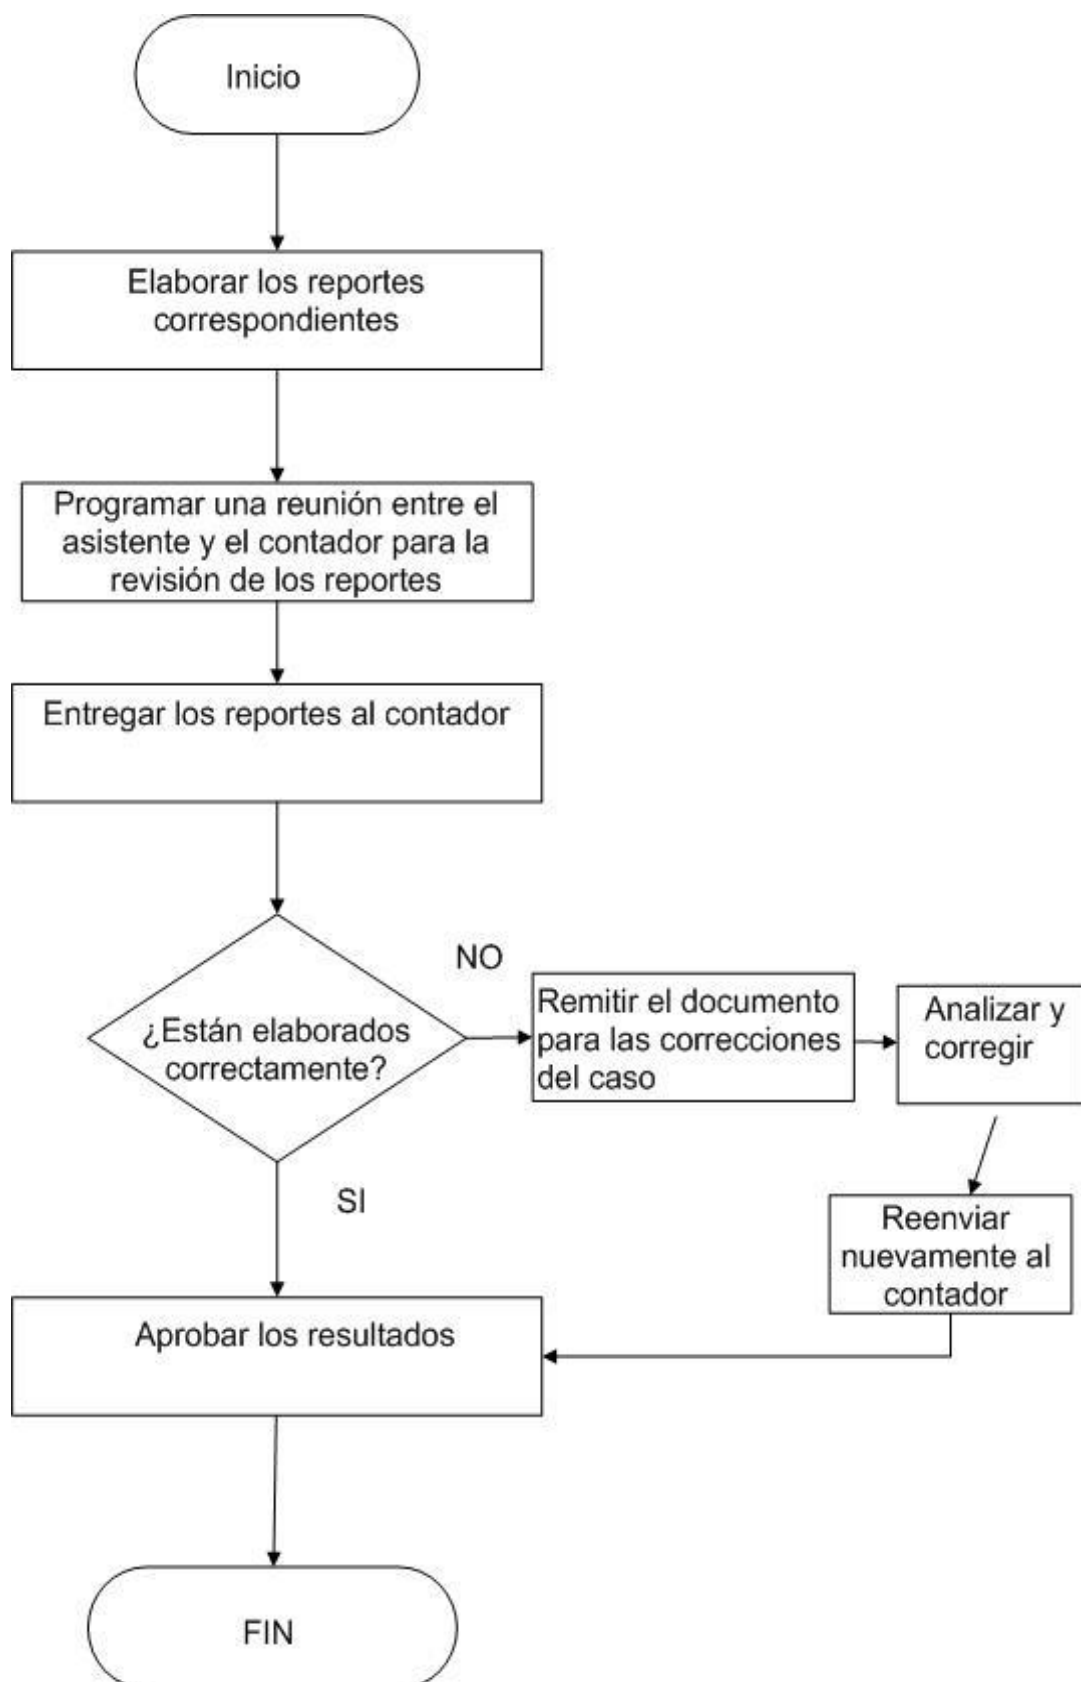 Inicio
Elaborar los reportes
correspondientes
Programar una reunión entre el
asistente y el contador para la
revisión de los reportes
Entregar los reportes al contador
¿Están elaborados
correctamente?
NO
Remitir el documento
para las correcciones
del caso
Analizar y
corregir
SI
Reenviar
nuevamente al
contador
Aprobar los resultados
FIN